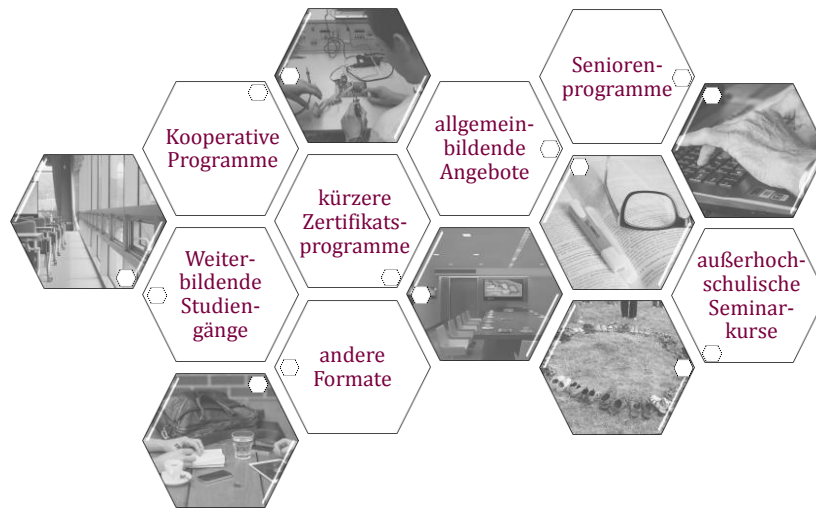 Senioren-
programme
Kooperative
Programme
allgemein-
bildende
Angebote
kürzere
Zertifikats-
programme
Weiter-
bildende
Studien-
gänge
außerhoch-
schulische
Seminar-
kurse
andere
Formate